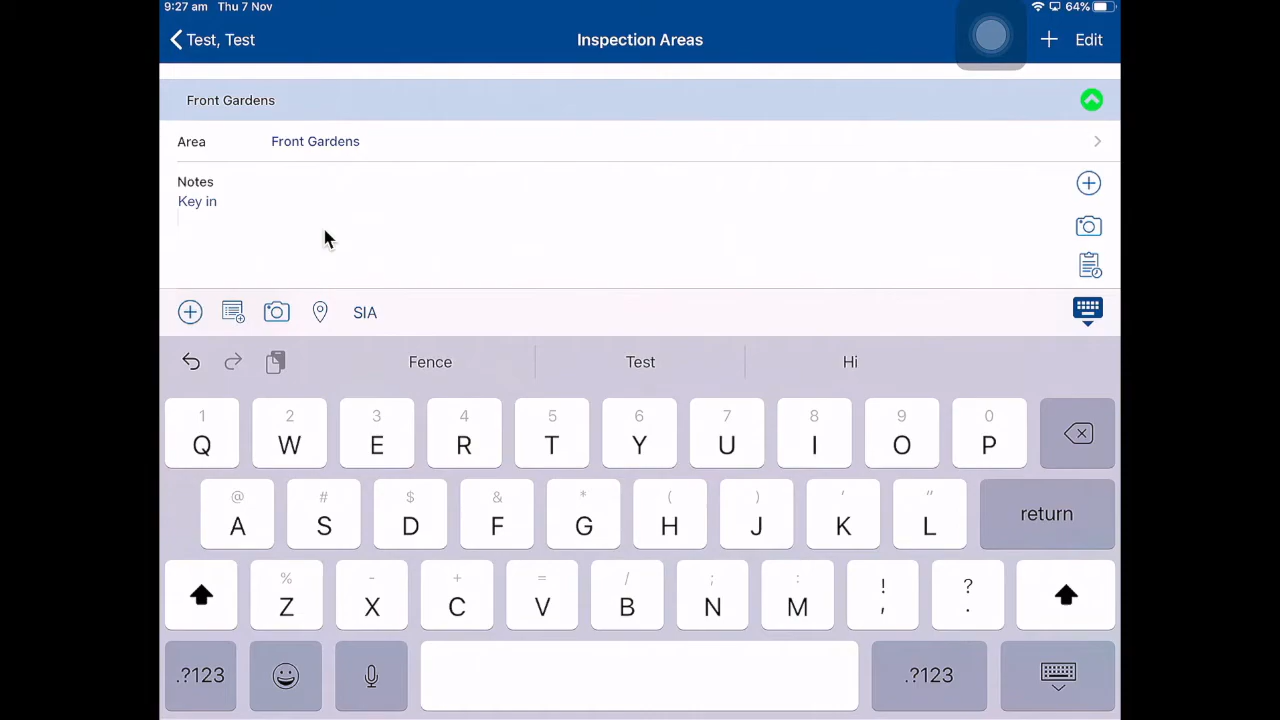 9:27 am Thu 7 Nov 64%
Test, Test Inspection Areas Edit
Front Gardens
Area Front Gardens
Notes
Key in
SIA
Fence Test Hi
1 2 3 4 5 6 7 8 9 0
Q W E R T Y U I O P
@ # $ & * ( ) ' "
A S D F G H J K L return
% - + = / ; : ! ?
Z X C V B N M , .
.?123 .?123